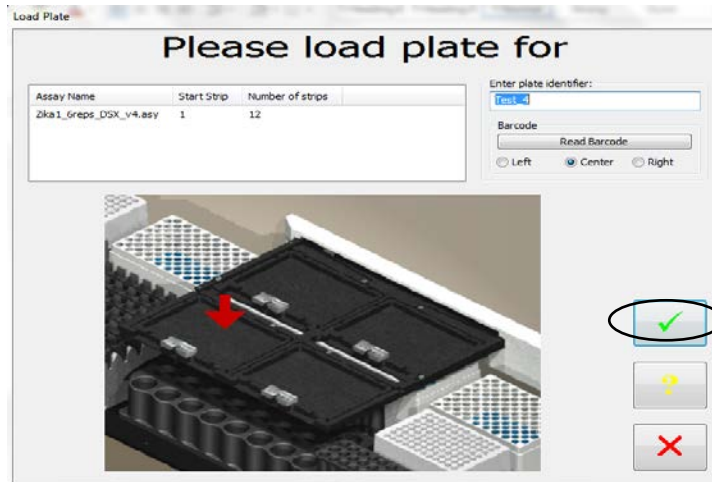 Load Plate
Please load plate for
Assay Name Start Strip Number of strips
Zika1_6reps_DSX_v4.asy 1 12
Enter plate identifier:
Test_4
Barcode
Read Barcode
Left Center Right
?